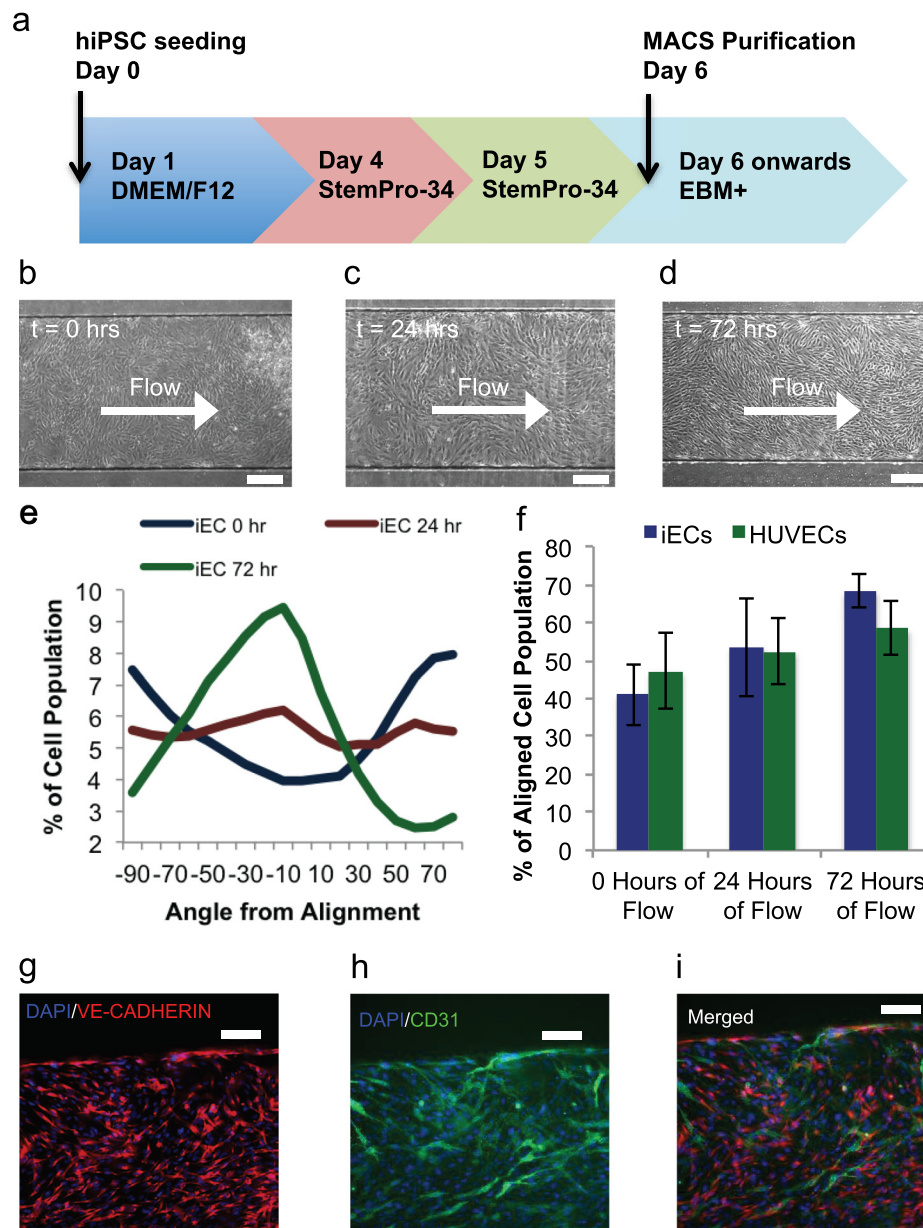 a
hiPSC seeding
Day 0
MACS Purification
Day 6
Day 1
DMEM/F12
Day 4
StemPro-34
Day 5
StemPro-34
Day 6 onwards
EBM+
b
c
d
t = 0 hrs
Flow
t = 24 hrs
Flow
t = 72 hrs
Flow
e
iEC 0 hr
iEC 24 hr
iEC 72 hr
% of Cell Population
10
9
8
7
6
5
4
3
2
-90 -70 -50 -30 -10 10 30 50 70
Angle from Alignment
f
iECs
HUVECs
% of Aligned Cell Population
80
70
60
50
40
30
20
10
0
0 Hours of
Flow
24 Hours
of Flow
72 Hours
of Flow
g
h
i
DAPI/VE-CADHERIN
DAPI/CD31
Merged